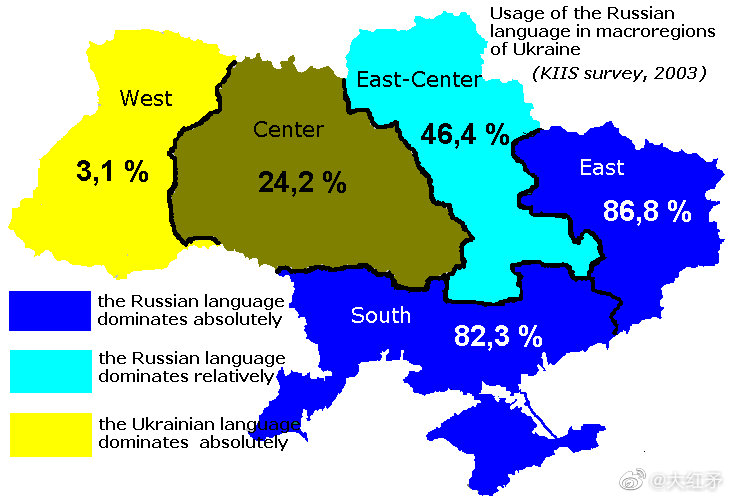 Usage of the Russian
language in macroregions
of Ukraine
(KIIS survey, 2003)
West
3,1 %
Center
24,2 %
East-Center
46,4 %
East
86,8 %
South
82,3 %
the Russian language
dominates absolutely
the Russian language
dominates relatively
the Ukrainian language
dominates absolutely
@大红矛